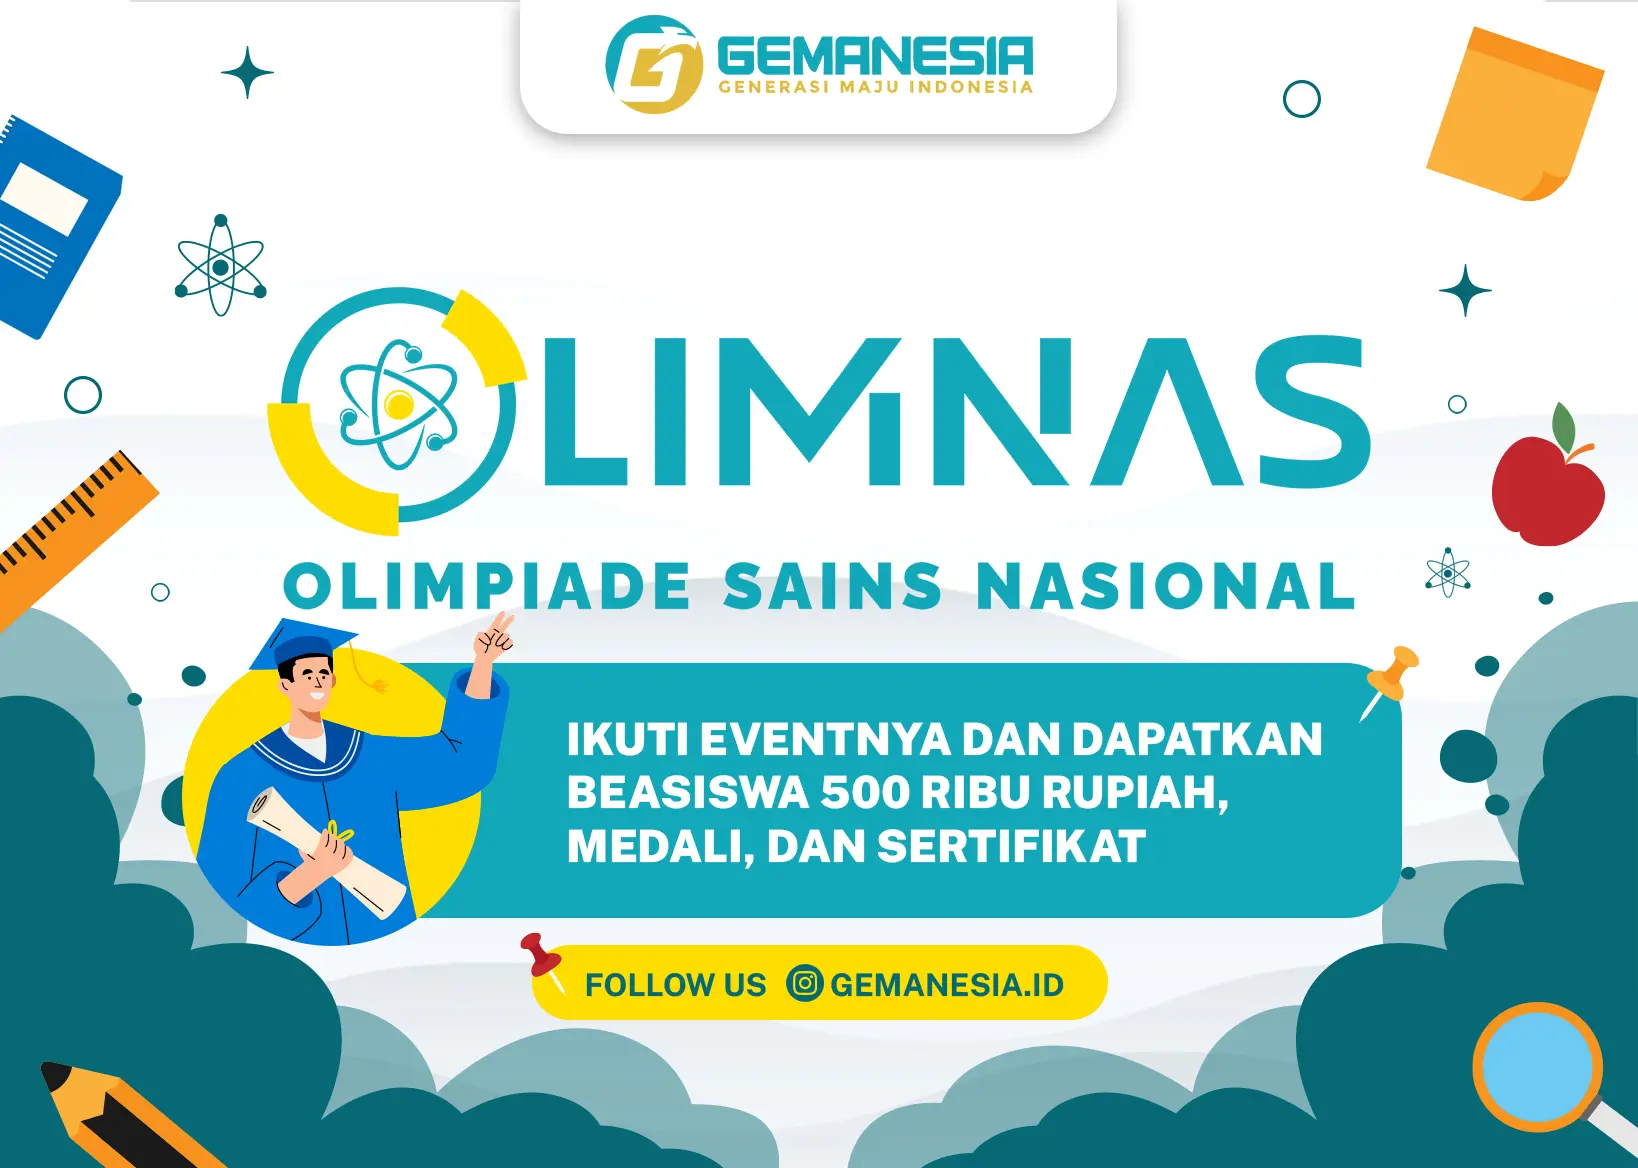 GEMANESIA
GENERASI MAJU INDONESIA
OLIMNAS
OLIMPIADE SAINS NASIONAL
IKUTI EVENTNYA DAN DAPATKAN
BEASISWA 500 RIBU RUPIAH,
MEDALI, DAN SERTIFIKAT
FOLLOW US GEMANESIA.ID